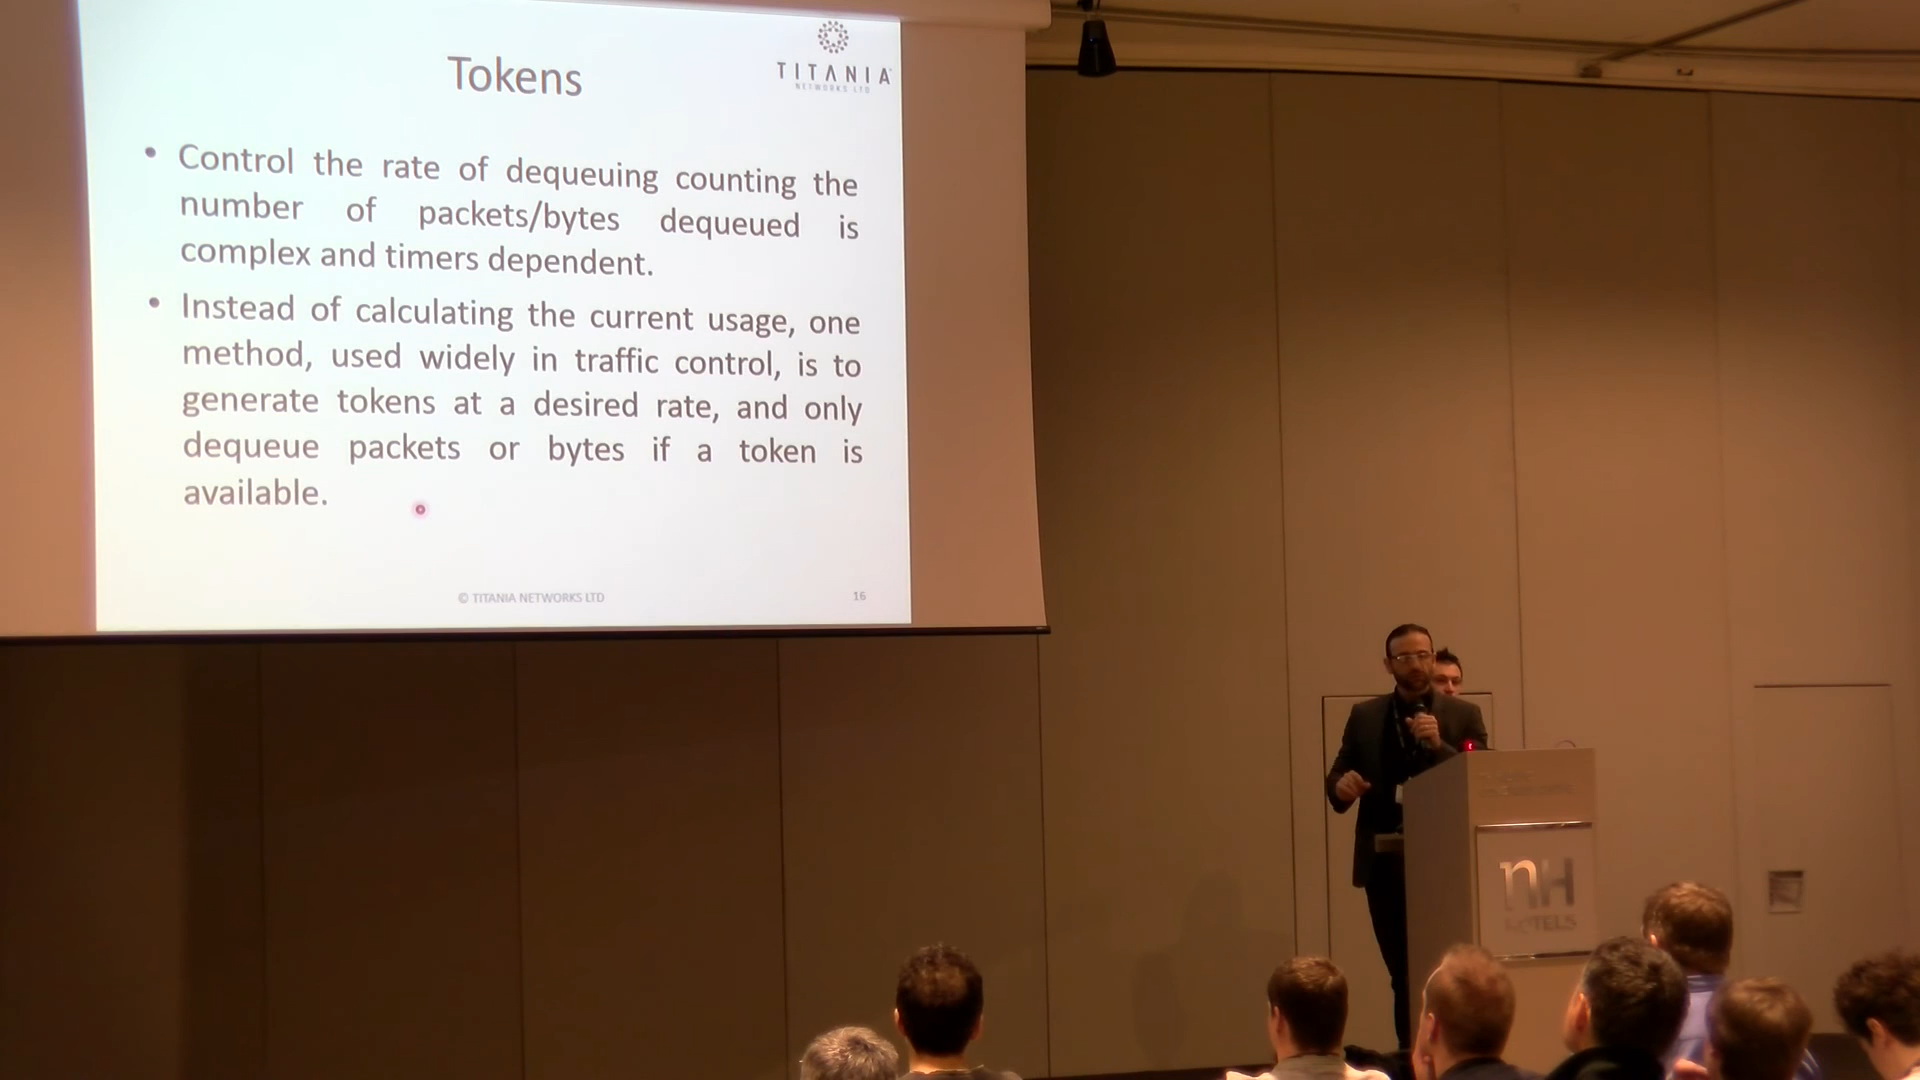 Tokens
TITANIA
NETWORKS LTD
• Control the rate of dequeuing counting the
number of packets/bytes dequeued is
complex and timers dependent.
• Instead of calculating the current usage, one
method, used widely in traffic control, is to
generate tokens at a desired rate, and only
dequeue packets or bytes if a token is
available.
© TITANIA NETWORKS LTD
16
nH
HOTELS